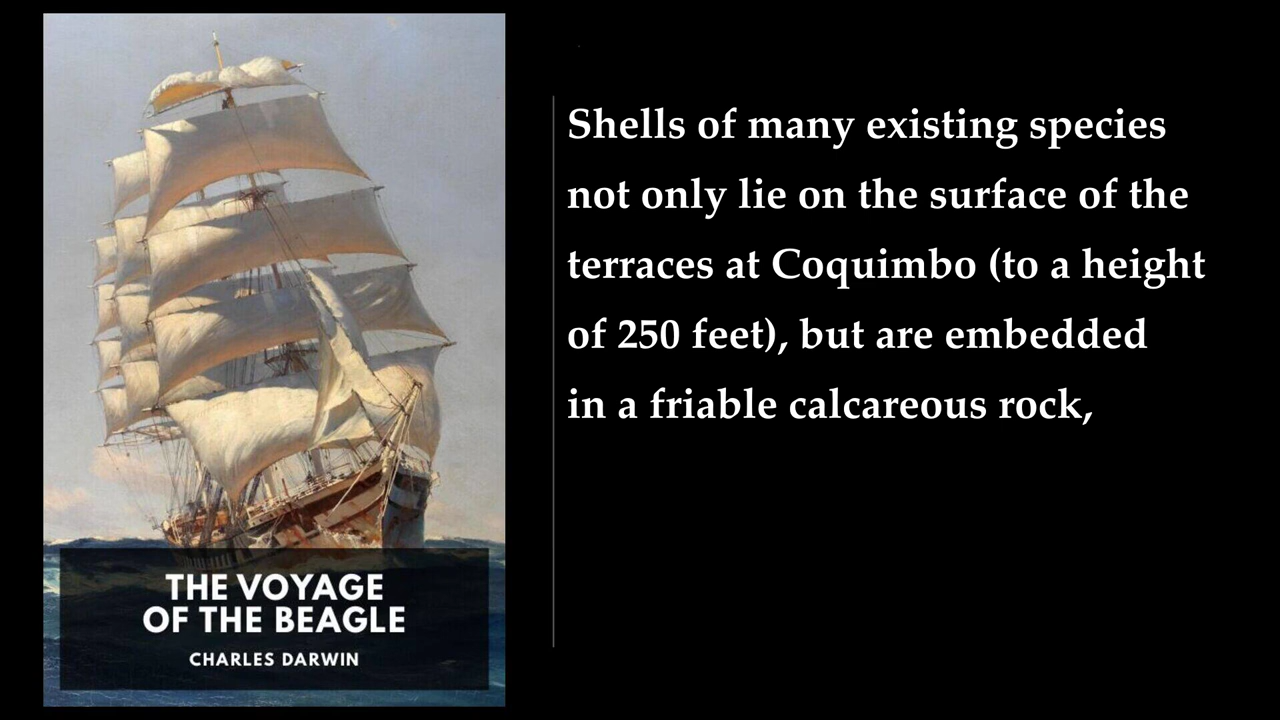 Shells of many existing species
not only lie on the surface of the
terraces at Coquimbo (to a height
of 250 feet), but are embedded
in a friable calcareous rock,
THE VOYAGE
OF THE BEAGLE
CHARLES DARWIN